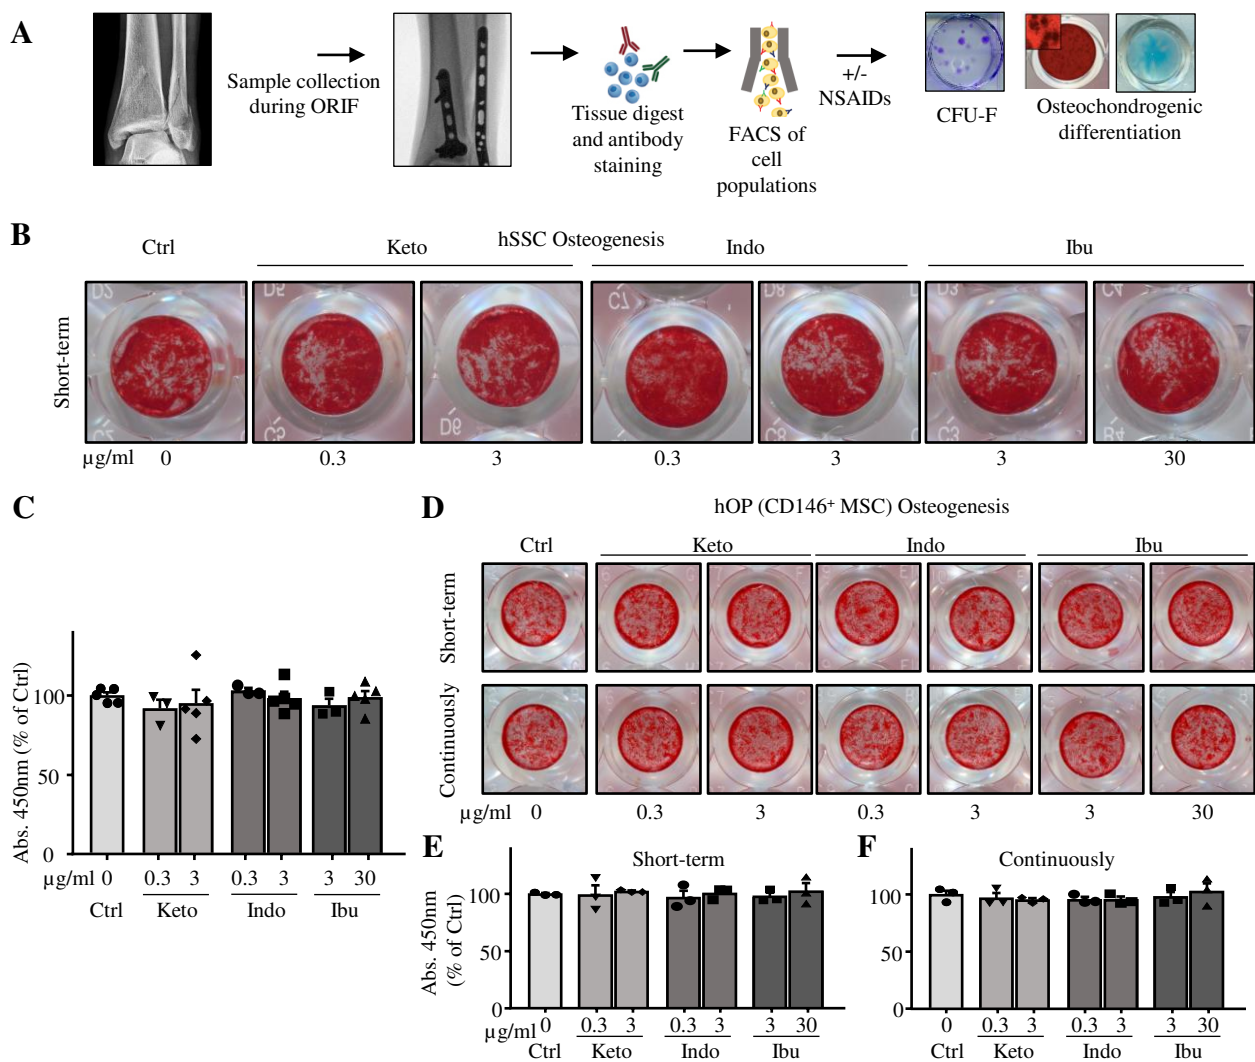 A
Sample collection
during ORIF
Tissue digest
and antibody
staining
FACS of
cell
populations
+/-
NSAIDs
CFU-F
Osteochondrogenic
differentiation
B
hSSC Osteogenesis
Ctrl Keto Indo Ibu
Short-term
µg/ml 0 0.3 3 0.3 3 3 30
C
Abs. 450nm (% of Ctrl)
100
50
0
µg/ml 0 0.3 3 0.3 3 3 30
Ctrl Keto Indo Ibu
D
hOP (CD146⁺ MSC) Osteogenesis
Ctrl Keto Indo Ibu
Short-term
Continuously
µg/ml 0 0.3 3 0.3 3 3 30
E
Short-term
Abs. 450nm
(% of Ctrl)
100
50
0
µg/ml 0 0.3 3 0.3 3 3 30
Ctrl Keto Indo Ibu
F
Continuously
100
50
0
0 0.3 3 0.3 3 3 30
Ctrl Keto Indo Ibu